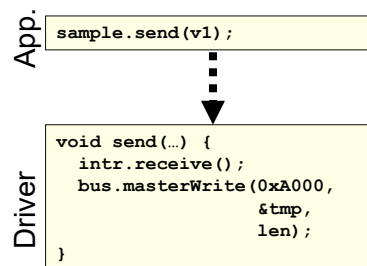 App.
sample.send(v1);
Driver
void send(…) {
intr.receive();
bus.masterWrite(0xA000,
&tmp,
len);
}